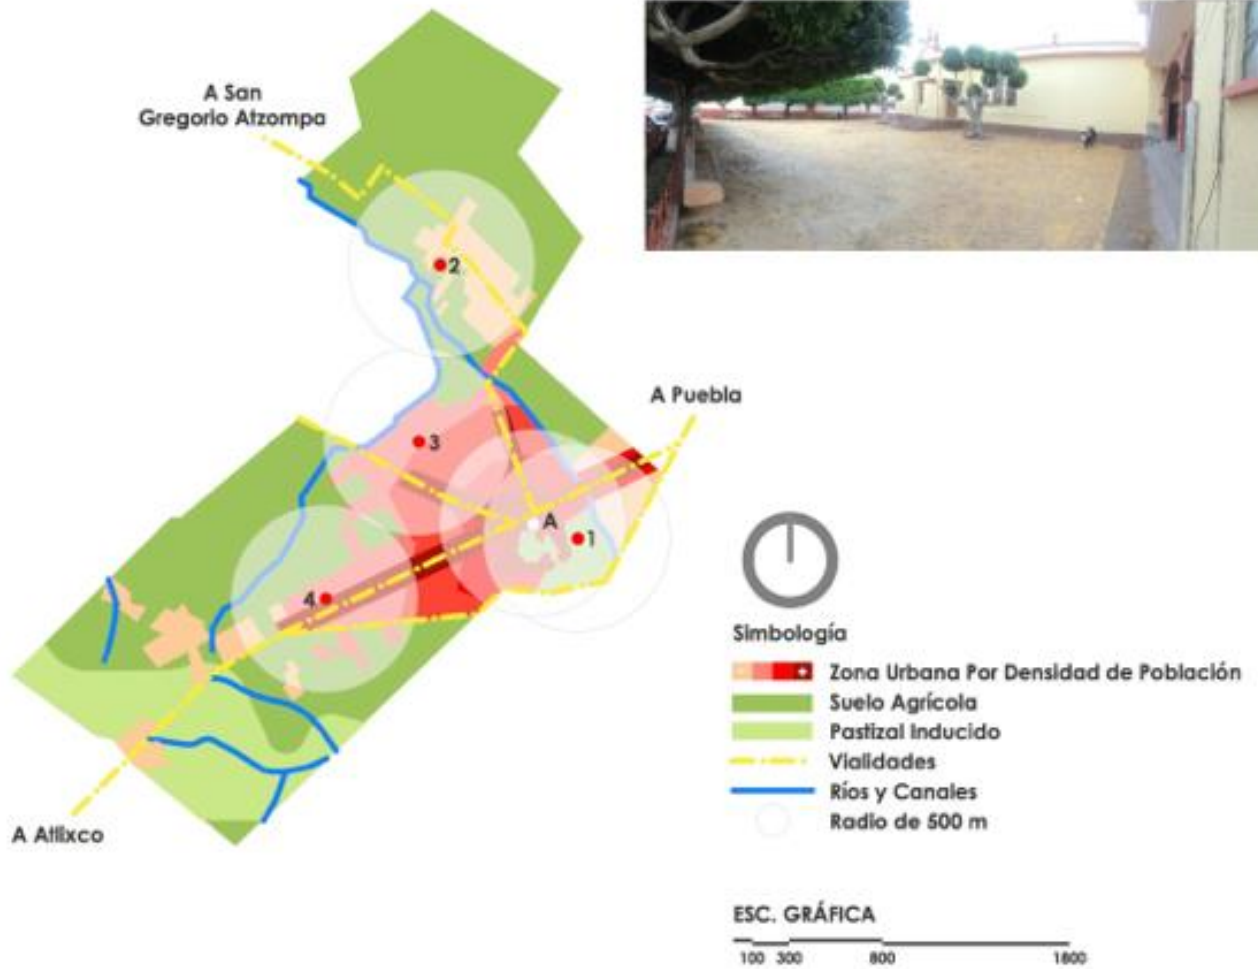 A San
Gregorio Atzompa
2
A Puebla
3
A
1
4
A Atlixco
Simbología
Zona Urbana Por Densidad de Población
Suelo Agrícola
Pastizal Inducido
Vialidades
Ríos y Canales
Radio de 500 m
ESC. GRÁFICA
100 300 800 1800